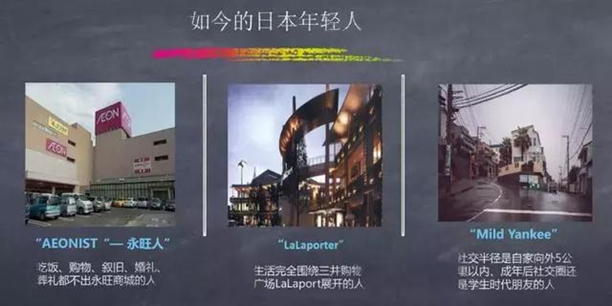 如今的日本年轻人
AEON
AEON
"AEONIST "— 永旺人"
吃饭、购物、叙旧、婚礼、
葬礼都不出永旺商城的人
"LaLaporter"
生活完全围绕三井购物
广场LaLaport展开的人
"Mild Yankee"
社交半径是自家向外5公
里以内、成年后社交圈还
是学生时代朋友的人